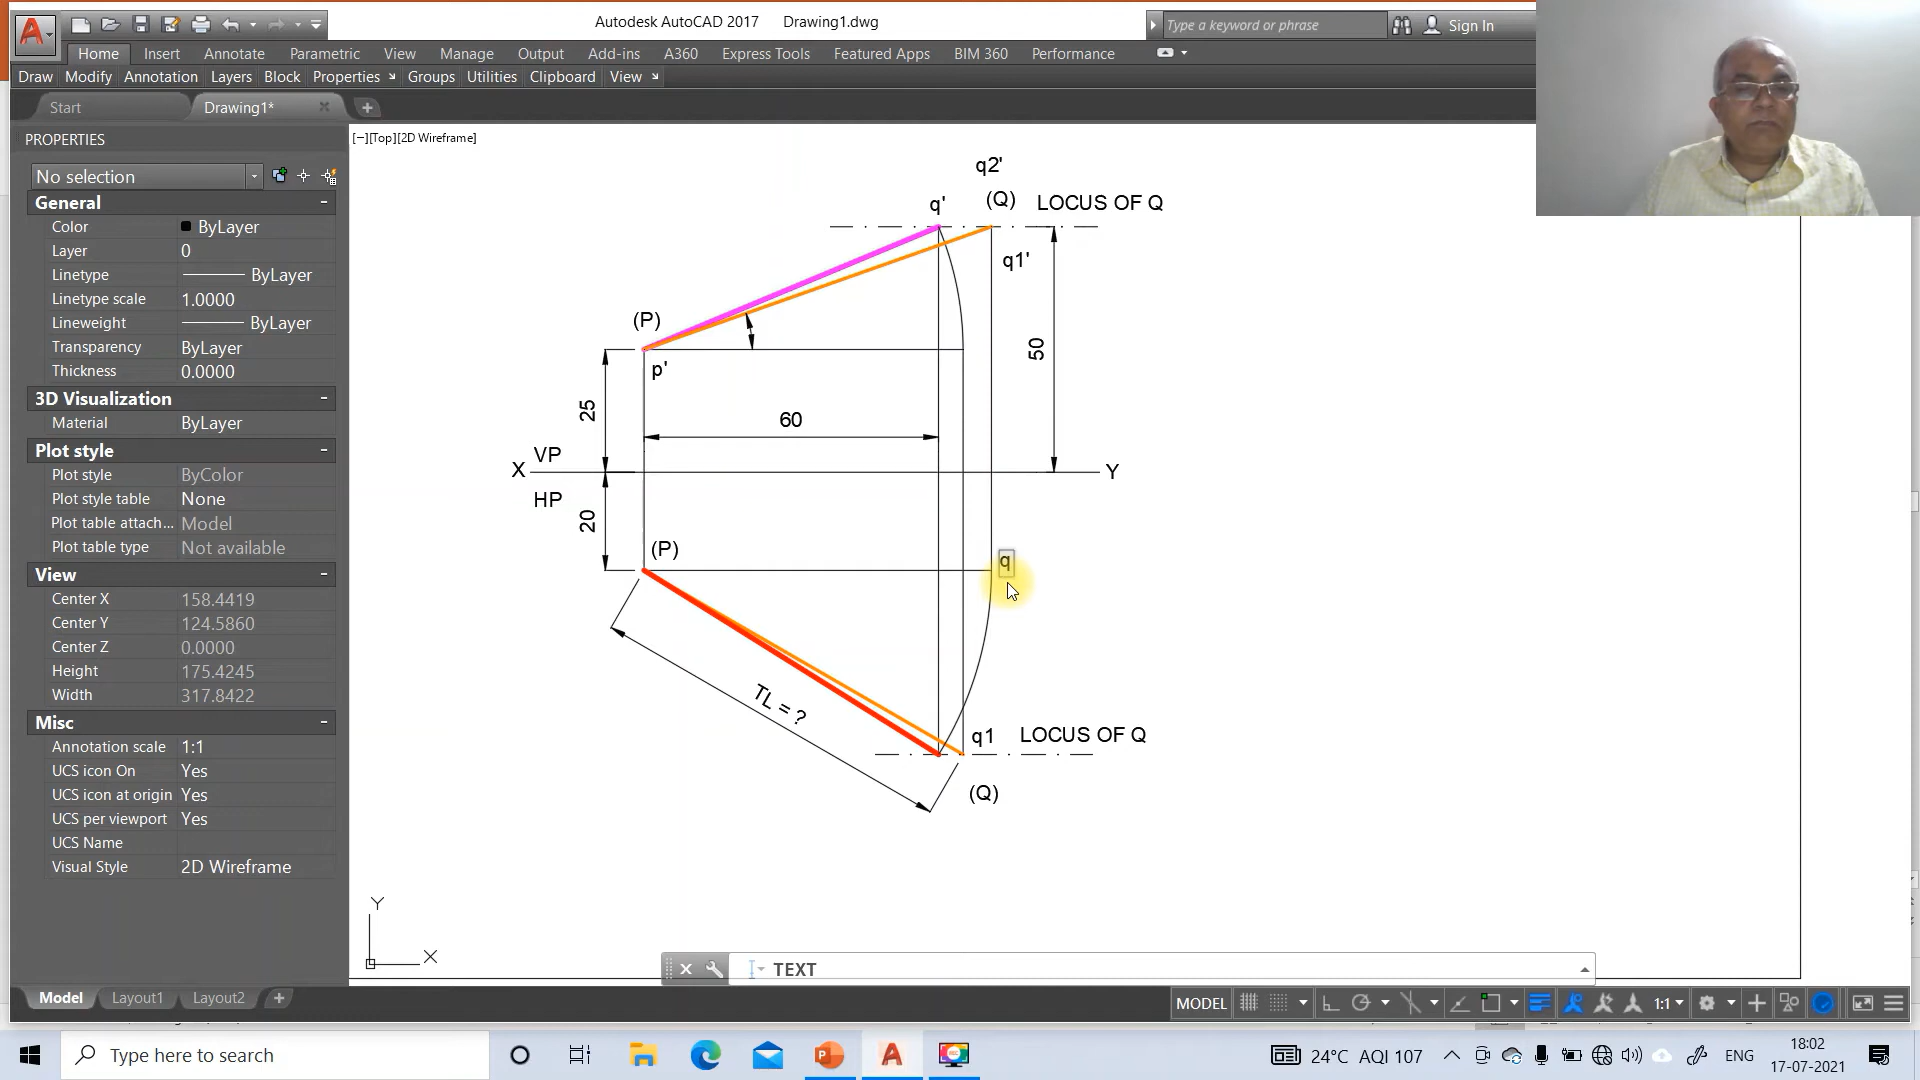 Autodesk AutoCAD 2017 Drawing1.dwg
Type a keyword or phrase
Sign In
Home Insert Annotate Parametric View Manage Output Add-ins A360 Express Tools Featured Apps BIM 360 Performance
Draw Modify Annotation Layers Block Properties Groups Utilities Clipboard View
Start Drawing1*
PROPERTIES
[−][Top][2D Wireframe]
No selection
General
Color ByLayer
Layer 0
Linetype ByLayer
Linetype scale 1.0000
Lineweight ByLayer
Transparency ByLayer
Thickness 0.0000
3D Visualization
Material ByLayer
Plot style
Plot style ByColor
Plot style table None
Plot table attach... Model
Plot table type Not available
View
Center X 158.4419
Center Y 124.5860
Center Z 0.0000
Height 175.4245
Width 317.8422
Misc
Annotation scale 1:1
UCS icon On Yes
UCS icon at origin Yes
UCS per viewport Yes
UCS Name
Visual Style 2D Wireframe
q2'
q' (Q) LOCUS OF Q
q1'
(P)
p'
50
25
60
VP
X Y
HP
20
(P)
q
TL = ?
q1 LOCUS OF Q
(Q)
Y
X
TEXT
Model Layout1 Layout2
MODEL 1:1
Type here to search
24°C AQI 107
ENG
18:02
17-07-2021